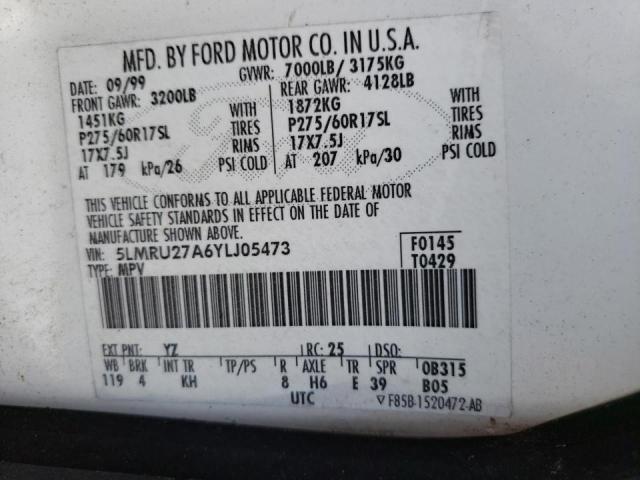 MFD. BY FORD MOTOR CO. IN U.S.A.
DATE: 09/99 GVWR: 7000LB/ 3175KG
FRONT GAWR: 3200LB REAR GAWR: 4128LB
1451KG WITH 1872KG WITH
P275/60R17SL TIRES P275/60R17SL TIRES
17X7.5J RIMS 17X7.5J RIMS
AT 179 kPa/26 PSI COLD AT 207 kPa/30 PSI COLD
THIS VEHICLE CONFORMS TO ALL APPLICABLE FEDERAL MOTOR
VEHICLE SAFETY STANDARDS IN EFFECT ON THE DATE OF
MANUFACTURE SHOWN ABOVE.
VIN: 5LMRU27A6YLJ05473 F0145
TYPE: MPV T0429
EXT PNT: YZ RC: 25 DSO:
WB BRK INT TR TP/PS R AXLE TR SPR 0B315
119 4 KH 8 H6 E 39 B05
UTC ▽F85B-1520472-AB